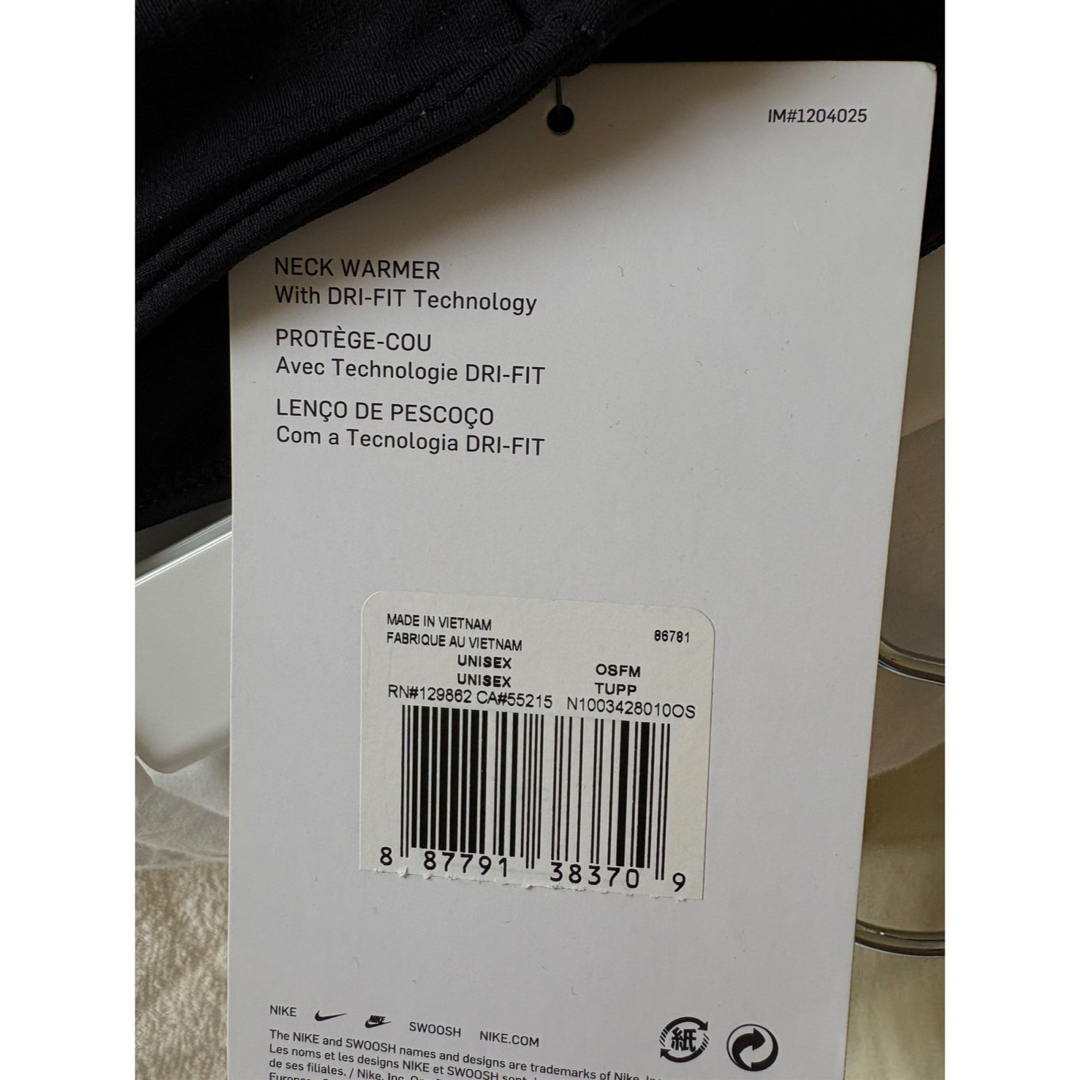 IM#1204025
NECK WARMER
With DRI-FIT Technology
PROTÈGE-COU
Avec Technologie DRI-FIT
LENÇO DE PESCOÇO
Com a Tecnologia DRI-FIT
MADE IN VIETNAM
FABRIQUE AU VIETNAM
86781
UNISEX OSFM
UNISEX TUPP
RN#129862 CA#55215 N1003428010OS
8 87791 38370 9
NIKE NIKE SWOOSH NIKE.COM
紙
The NIKE and SWOOSH names and designs are trademarks of Nike, Inc.
Les noms et les designs NIKE et SWOOSH sont
de ses filiales. / Nike, Inc. One